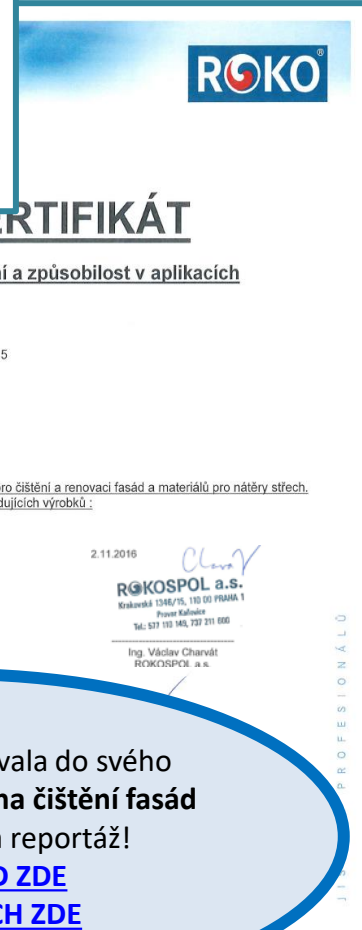 ROKO®
ERTIFIKÁT
í a způsobilost v aplikacích
5
ro čištění a renovaci fasád a materiálů pro nátěry střech.
dujících výrobků :
2.11.2016
ROKOSPOL a.s.
Krakovská 1346/15, 110 00 PRAHA 1
Provoz Kaňovice
Tel.: 577 110 149, 737 211 600
Ing. Václav Charvát
ROKOSPOL a.s.
PROFESIONÁLŮ
vala do svého
na čištění fasád
reportáž!
ZDE
CH ZDE